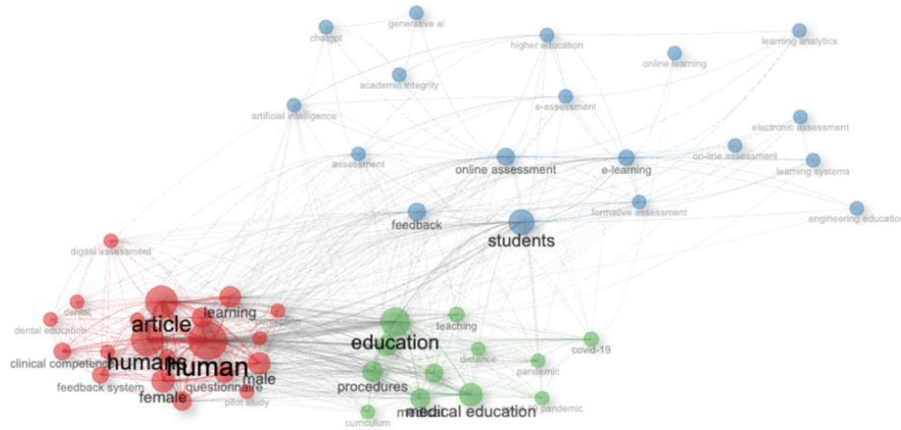 generative ai
chatgpt
higher education
learning analytics
online learning
academic integrity
e-assessment
artificial intelligence
electronic assessment
on-line assessment
assessment
online assessment
e-learning
learning systems
formative assessment
engineering education
feedback
students
digital assessment
dental
learning
article
dental education
teaching
education
covid-19
clinical competence
humans
human
distance
pandemic
male
feedback system
questionnaire
procedures
female
pilot study
medical education
pandemic
curriculum